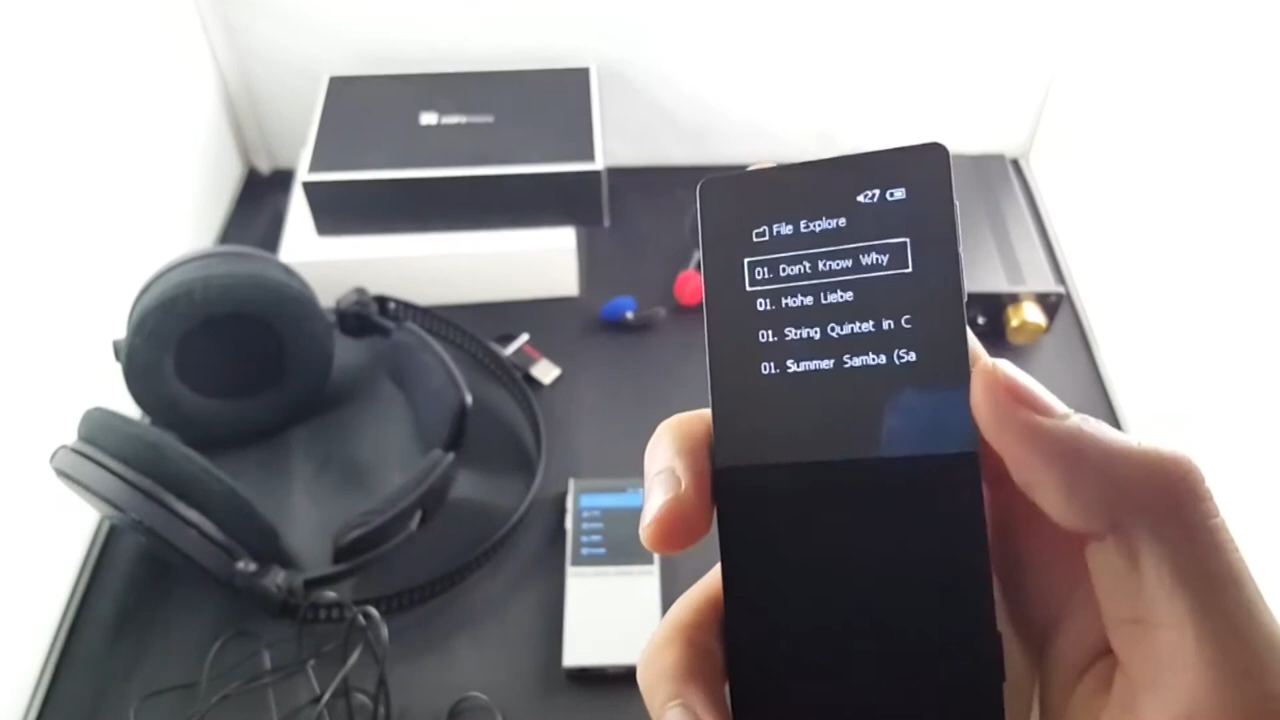 27
File Explore
01. Don't Know Why
01. Hohe Liebe
01. String Quintet in C
01. Summer Samba (Sa